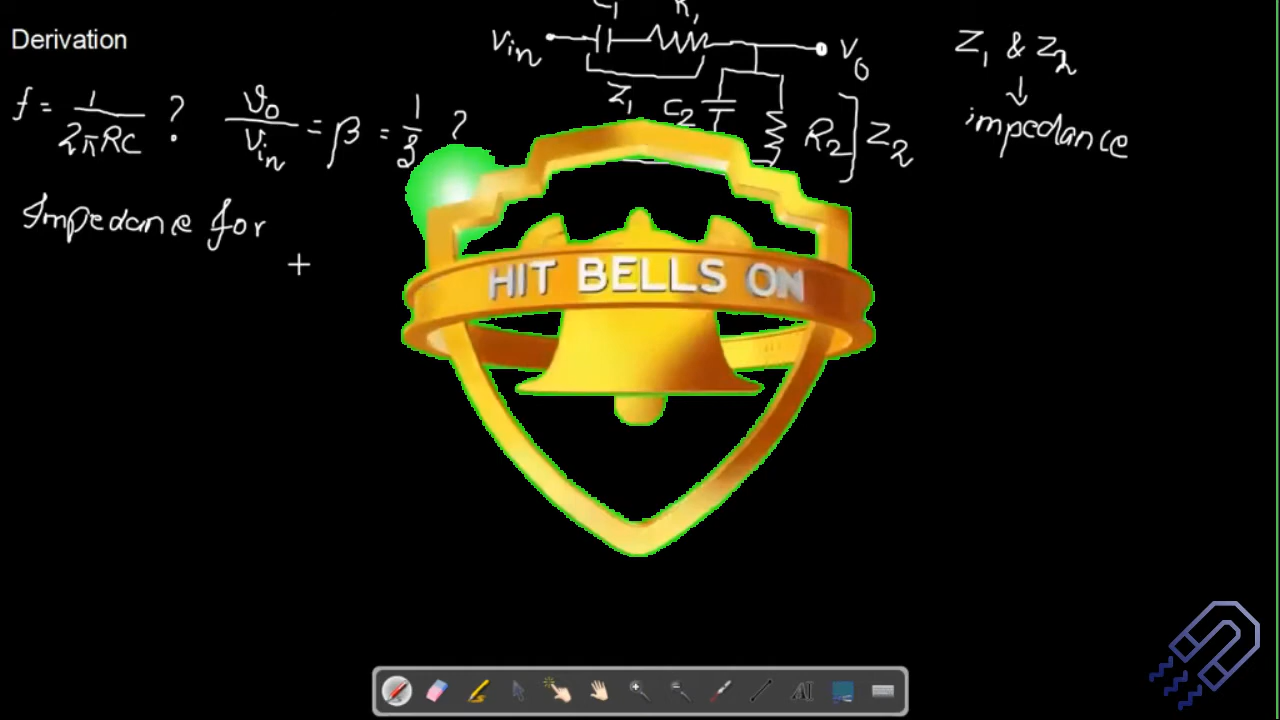 Derivation
f = 1/2πRC ? v₀/Vin = β = 1/3 ?
Vin C₁ R₁ V₀
Z₁ C₂ R₂ Z₂
Z₁ & Z₂
↓
impedance
Impedance for
+
HIT BELLS ON
AI